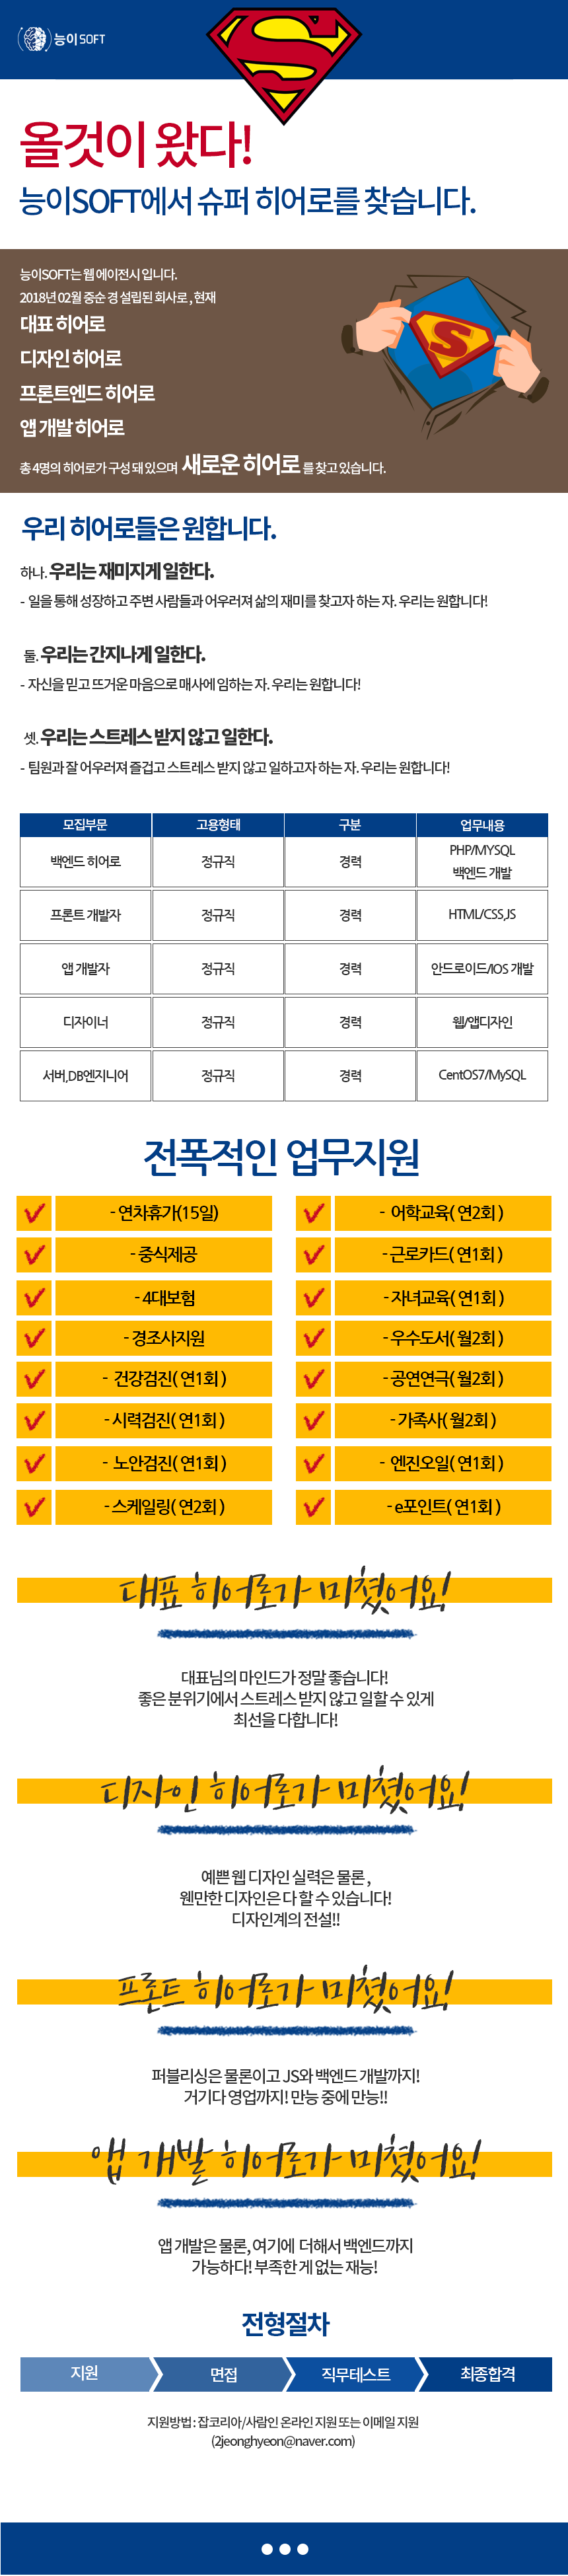 능이SOFT
올것이 왔다!
능이SOFT에서 슈퍼 히어로를 찾습니다.
능이SOFT는 웹 에이전시 입니다.
2018년 02월 중순 경 설립된 회사로 , 현재
대표 히어로
디자인 히어로
프론트엔드 히어로
앱 개발 히어로
총 4명의 히어로가 구성 돼 있으며 새로운 히어로 를 찾고 있습니다.
우리 히어로들은 원합니다.
하나. 우리는 재미지게 일한다.
- 일을 통해 성장하고 주변 사람들과 어우러져 삶의 재미를 찾고자 하는 자. 우리는 원합니다!
둘. 우리는 간지나게 일한다.
- 자신을 믿고 뜨거운 마음으로 매사에 임하는 자. 우리는 원합니다!
셋. 우리는 스트레스 받지 않고 일한다.
- 팀원과 잘 어우러져 즐겁고 스트레스 받지 않고 일하고자 하는 자. 우리는 원합니다!
모집부문 고용형태 구분 업무내용
백엔드 히어로 정규직 경력 PHP/MYSQL
백엔드 개발
프론트 개발자 정규직 경력 HTML/CSS,JS
앱 개발자 정규직 경력 안드로이드/IOS 개발
디자이너 정규직 경력 웹/앱디자인
서버,DB엔지니어 정규직 경력 CentOS7/MySQL
전폭적인 업무지원
- 연차휴가(15일) - 어학교육( 연2회 )
- 중식제공 - 근로카드( 연1회 )
- 4대보험 - 자녀교육( 연1회 )
- 경조사지원 - 우수도서( 월2회 )
- 건강검진( 연1회 ) - 공연연극( 월2회 )
- 시력검진( 연1회 ) - 가족사( 월2회 )
- 노안검진( 연1회 ) - 엔진오일( 연1회 )
- 스케일링( 연2회 ) - e포인트( 연1회 )
대표 히어로가 미쳤어요!
대표님의 마인드가 정말 좋습니다!
좋은 분위기에서 스트레스 받지 않고 일할 수 있게
최선을 다합니다!
디자인 히어로가 미쳤어요!
예쁜 웹 디자인 실력은 물론 ,
웬만한 디자인은 다 할 수 있습니다!
디자인계의 전설!!
프론트 히어로가 미쳤어요!
퍼블리싱은 물론이고 JS와 백엔드 개발까지!
거기다 영업까지! 만능 중에 만능!!
앱 개발 히어로가 미쳤어요!
앱 개발은 물론, 여기에 더해서 백엔드까지
가능하다! 부족한 게 없는 재능!
전형절차
지원 면접 직무테스트 최종합격
지원방법 : 잡코리아/사람인 온라인 지원 또는 이메일 지원
(2jeonghyeon@naver.com)